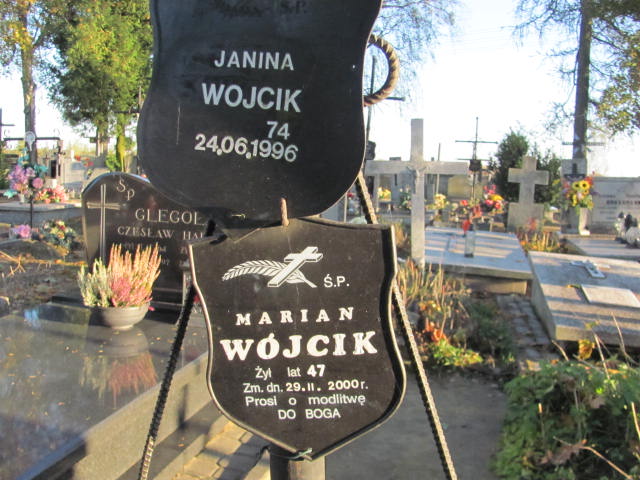 Ś.P.
JANINA
WOJCIK
74
24.06.1996
Ś P
GLEGOŁ
CZESŁAW
Ś.P.
MARIAN
WÓJCIK
Żył lat 47
Zm. dn. 29.II. 2000r.
Prosi o modlitwę
DO BOGA